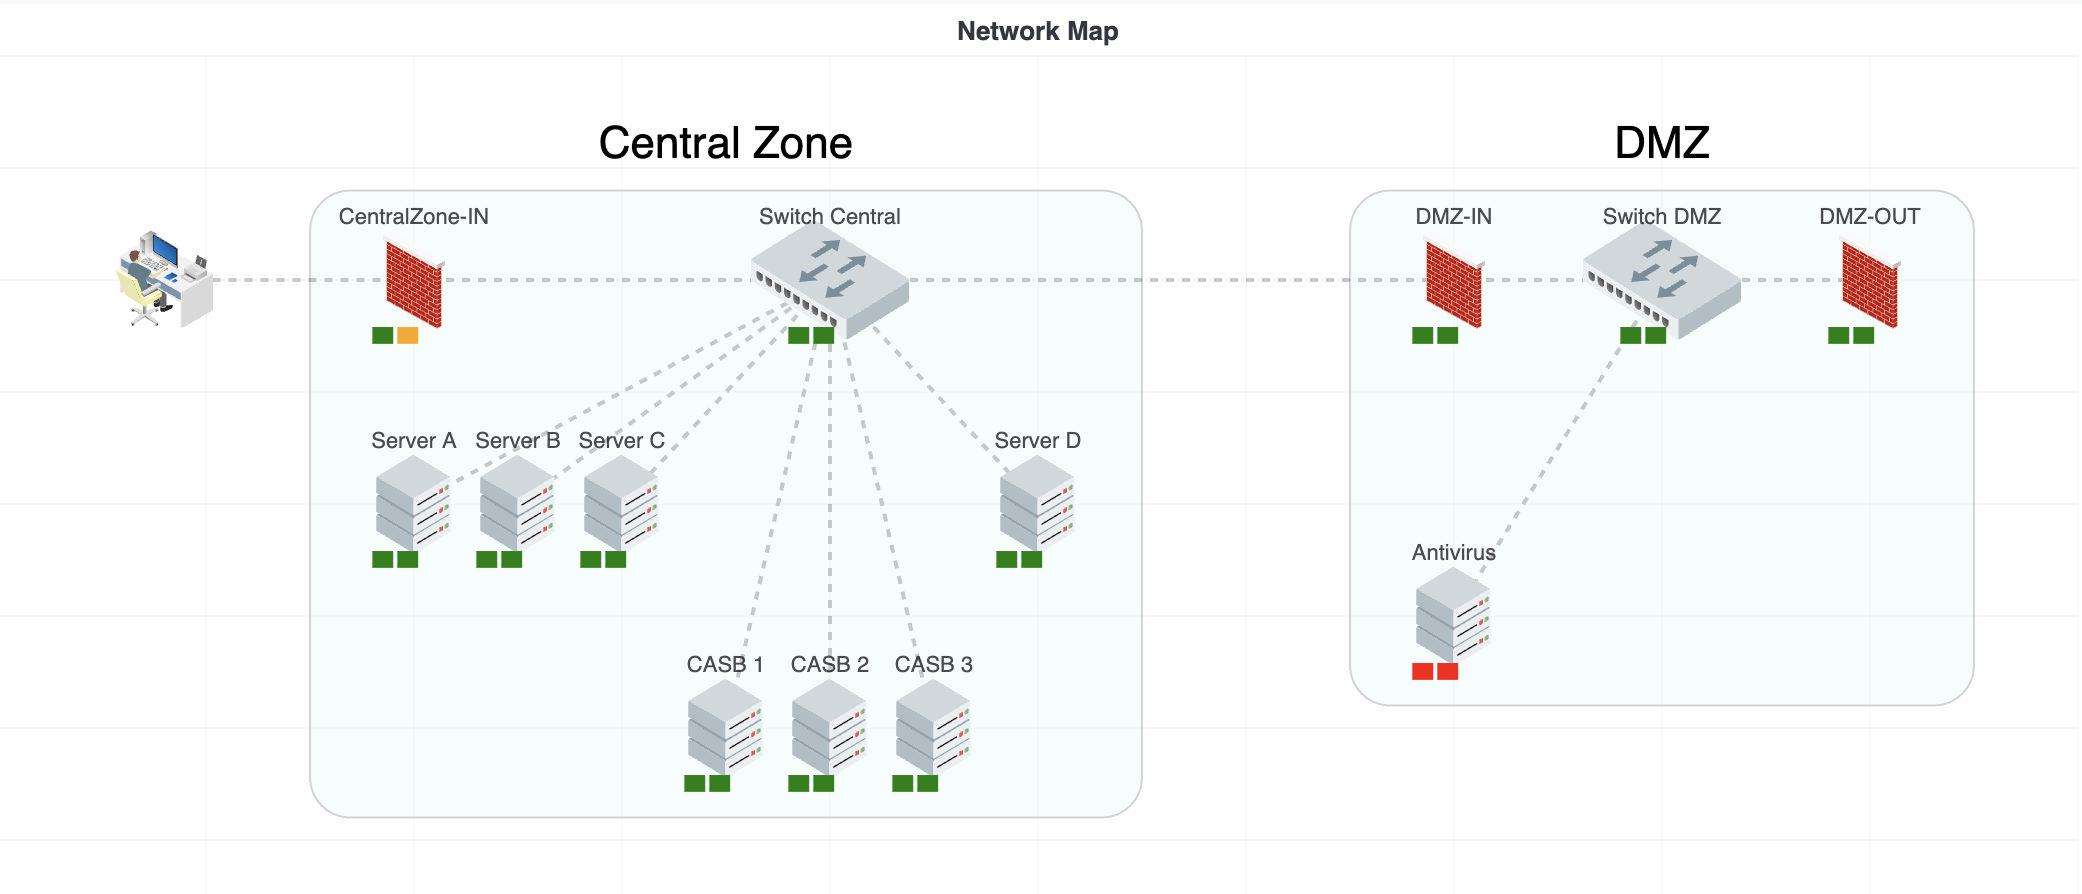 Network Map
Central Zone
DMZ
CentralZone-IN
Switch Central
DMZ-IN
Switch DMZ
DMZ-OUT
Server A
Server B
Server C
Server D
Antivirus
CASB 1
CASB 2
CASB 3